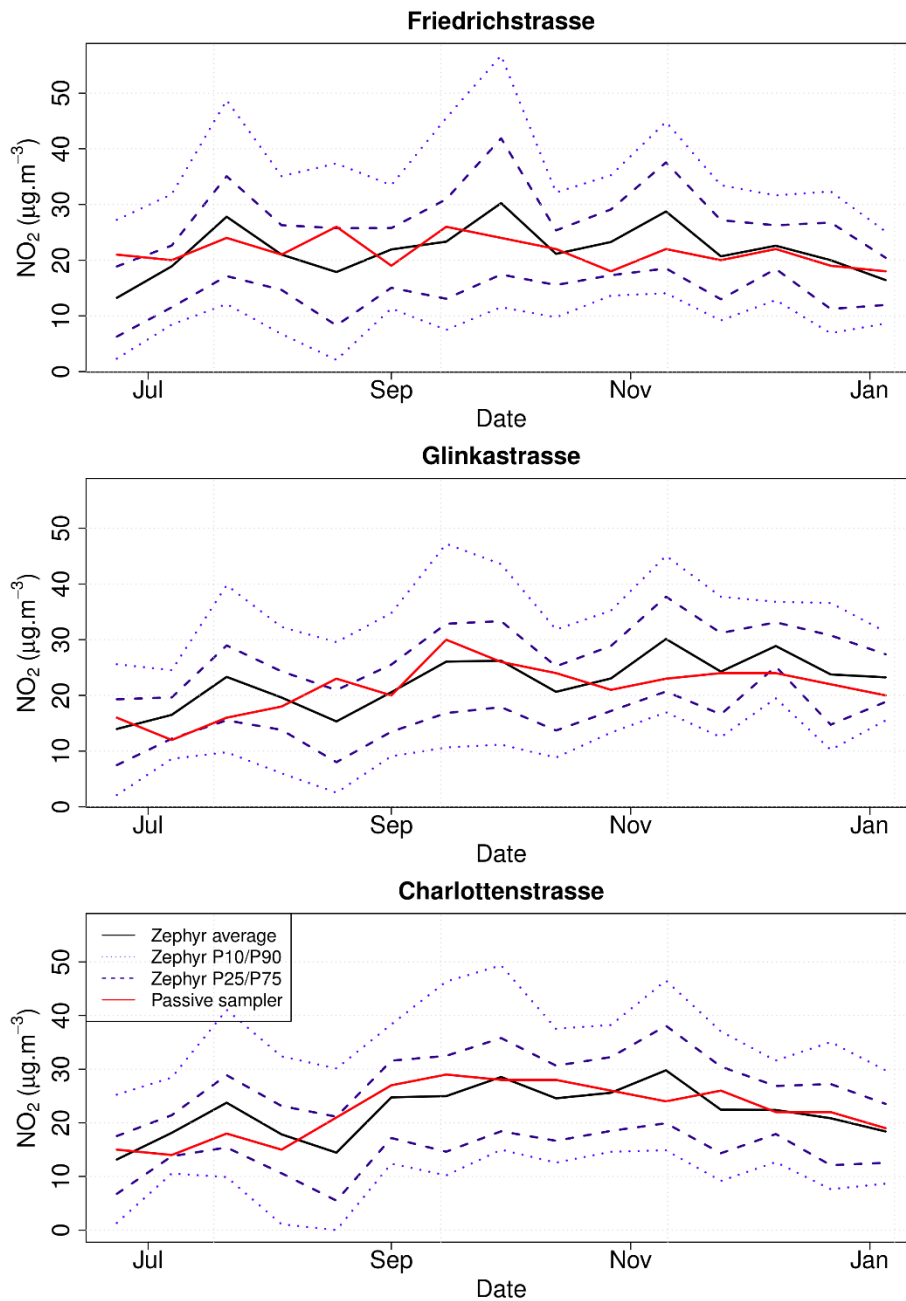 Friedrichstrasse
NO₂ (µg.m⁻³)
0 10 20 30 40 50
Jul Sep Nov Jan
Date
Glinkastrasse
NO₂ (µg.m⁻³)
0 10 20 30 40 50
Jul Sep Nov Jan
Date
Charlottenstrasse
Zephyr average
Zephyr P10/P90
Zephyr P25/P75
Passive sampler
NO₂ (µg.m⁻³)
0 10 20 30 40 50
Jul Sep Nov Jan
Date